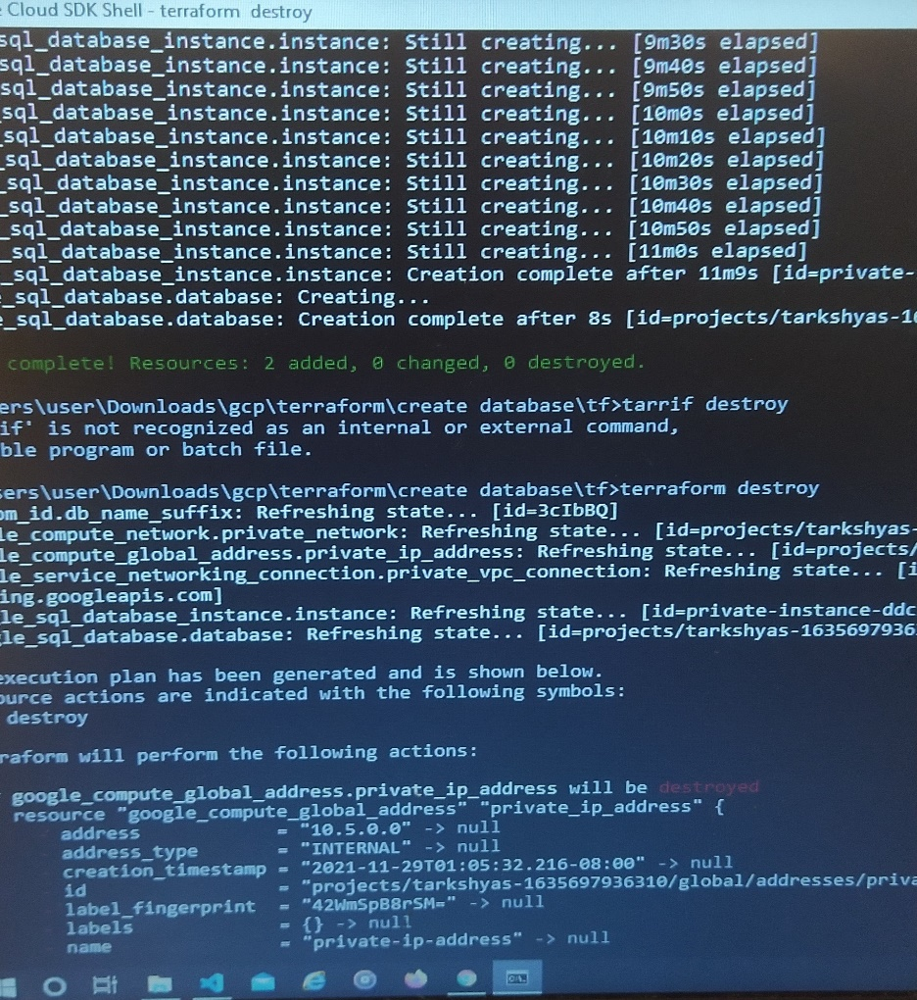 Cloud SDK Shell - terraform destroy
sql_database_instance.instance: Still creating... [9m30s elapsed]
sql_database_instance.instance: Still creating... [9m40s elapsed]
sql_database_instance.instance: Still creating... [9m50s elapsed]
_sql_database_instance.instance: Still creating... [10m0s elapsed]
_sql_database_instance.instance: Still creating... [10m10s elapsed]
_sql_database_instance.instance: Still creating... [10m20s elapsed]
_sql_database_instance.instance: Still creating... [10m30s elapsed]
_sql_database_instance.instance: Still creating... [10m40s elapsed]
_sql_database_instance.instance: Still creating... [10m50s elapsed]
_sql_database_instance.instance: Still creating... [11m0s elapsed]
_sql_database_instance.instance: Creation complete after 11m9s [id=private-
_sql_database.database: Creating...
e_sql_database.database: Creation complete after 8s [id=projects/tarkshyas-16
complete! Resources: 2 added, 0 changed, 0 destroyed.
ers\user\Downloads\gcp\terraform\create database\tf>tarrif destroy
if' is not recognized as an internal or external command,
ble program or batch file.
sers\user\Downloads\gcp\terraform\create database\tf>terraform destroy
om_id.db_name_suffix: Refreshing state... [id=3cIbBQ]
le_compute_network.private_network: Refreshing state... [id=projects/tarkshyas-
le_compute_global_address.private_ip_address: Refreshing state... [id=projects/
le_service_networking_connection.private_vpc_connection: Refreshing state... [i
ing.googleapis.com]
le_sql_database_instance.instance: Refreshing state... [id=private-instance-ddc
gle_sql_database.database: Refreshing state... [id=projects/tarkshyas-1635697936
execution plan has been generated and is shown below.
ource actions are indicated with the following symbols:
destroy
raform will perform the following actions:
google_compute_global_address.private_ip_address will be destroyed
resource "google_compute_global_address" "private_ip_address" {
address = "10.5.0.0" -> null
address_type = "INTERNAL" -> null
creation_timestamp = "2021-11-29T01:05:32.216-08:00" -> null
id = "projects/tarkshyas-1635697936310/global/addresses/priva
label_fingerprint = "42WmSpB8rSM=" -> null
labels = {} -> null
name = "private-ip-address" -> null